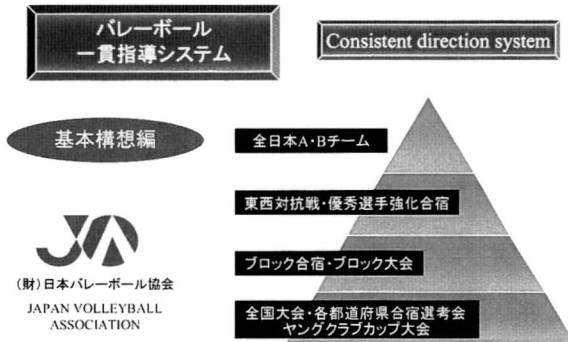 バレーボール
一貫指導システム
Consistent direction system
基本構想編
全日本A・Bチーム
東西対抗戦・優秀選手強化合宿
ブロック合宿・ブロック大会
全国大会・各都道府県合宿選考会
ヤングクラブカップ大会
JVA
(財)日本バレーボール協会
JAPAN VOLLEYBALL
ASSOCIATION